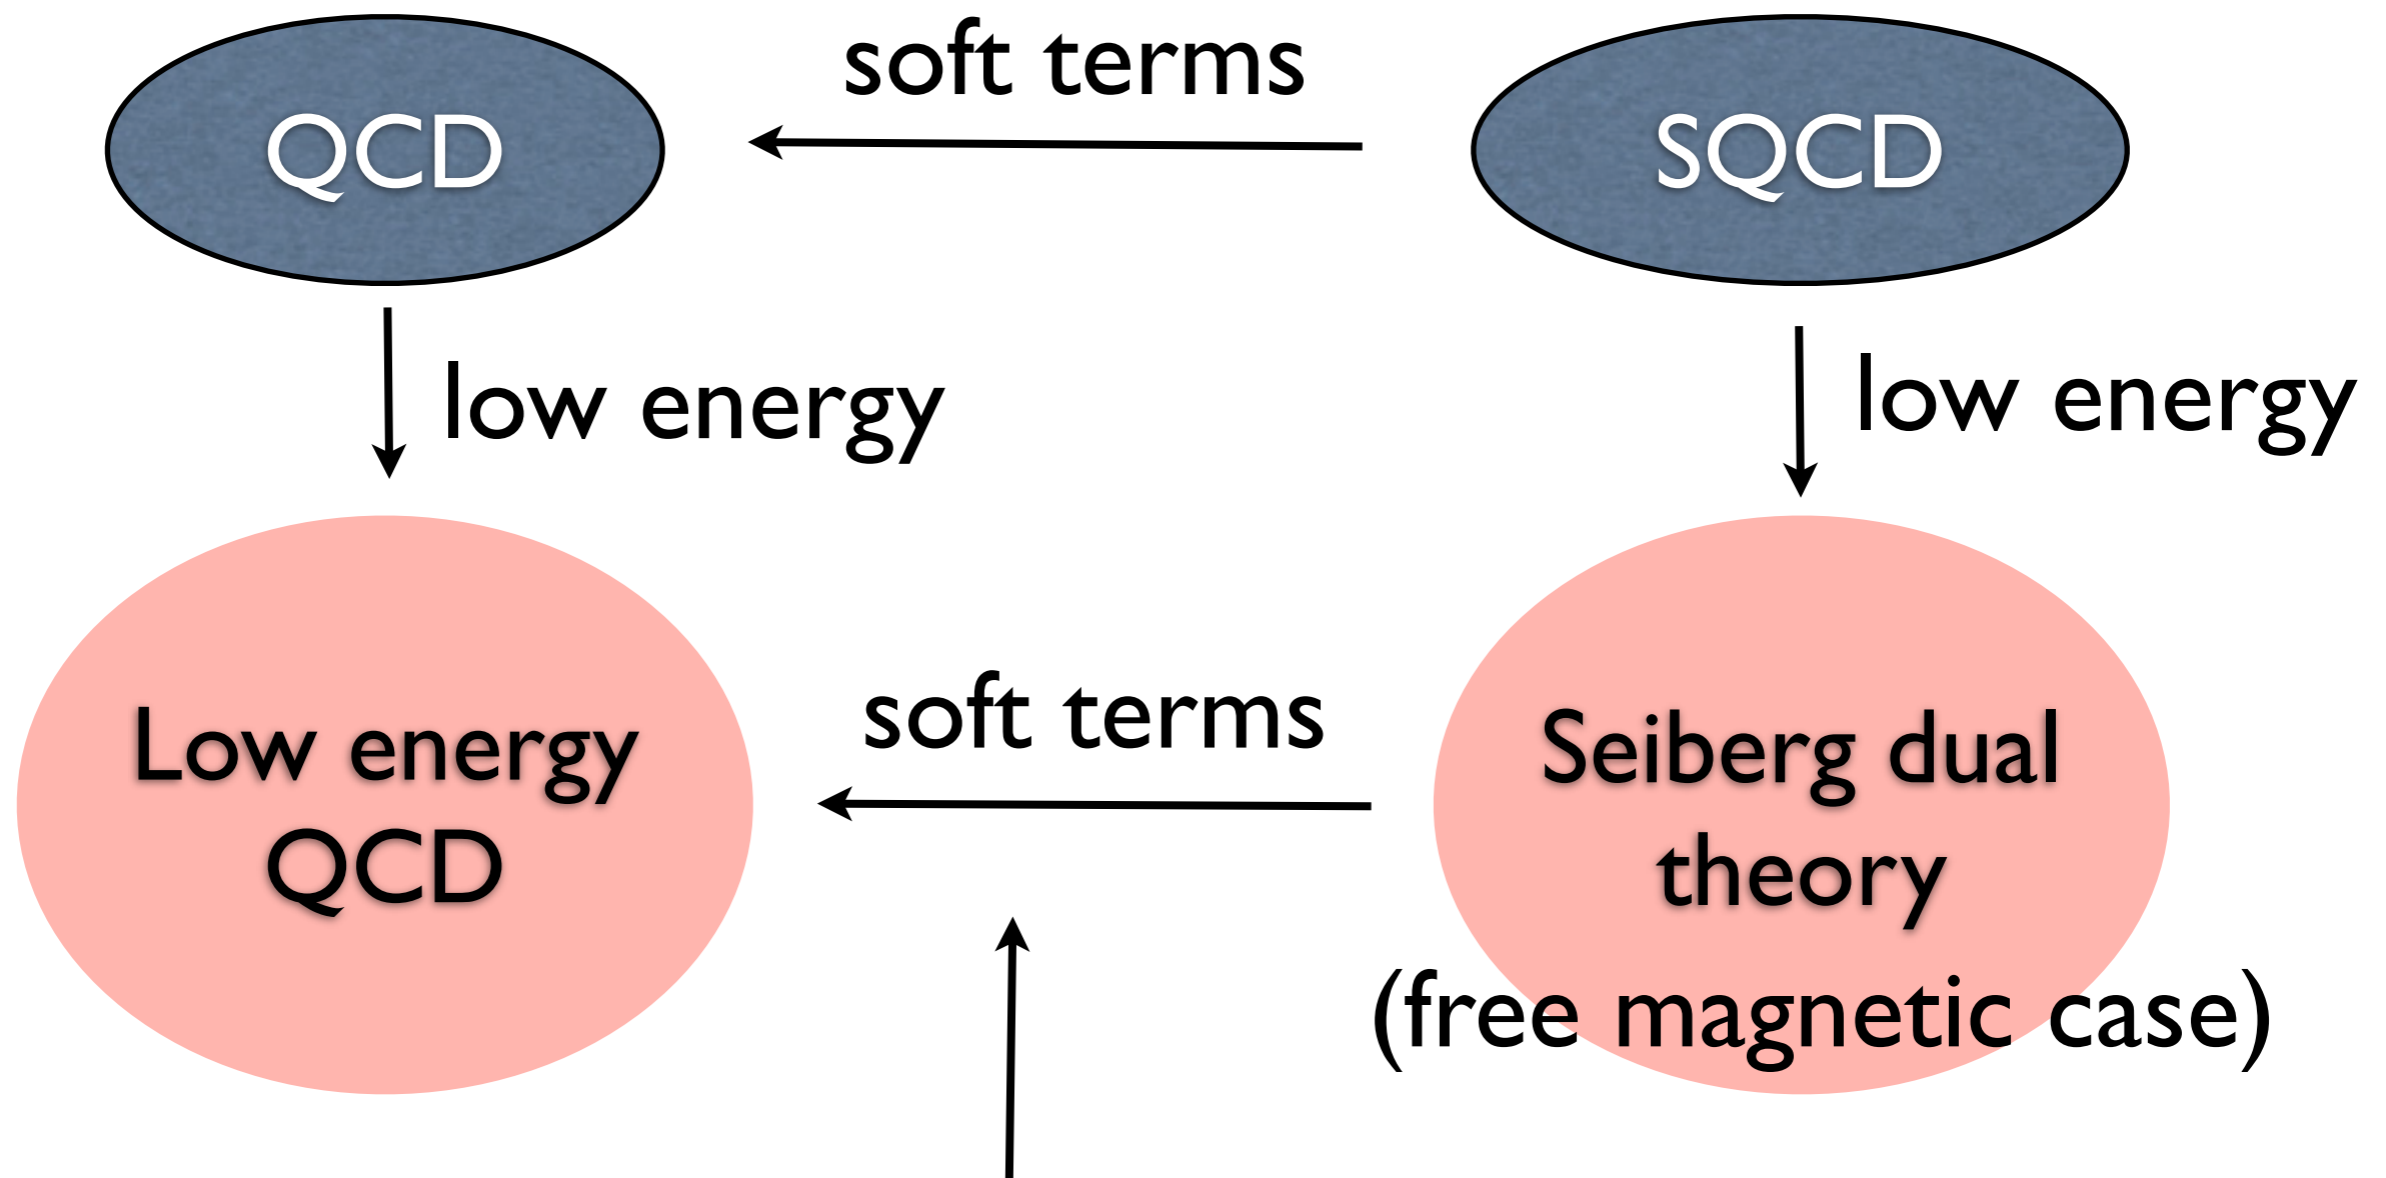 soft terms
QCD
SQCD
low energy
low energy
soft terms
Low energy
QCD
Seiberg dual
theory
(free magnetic case)